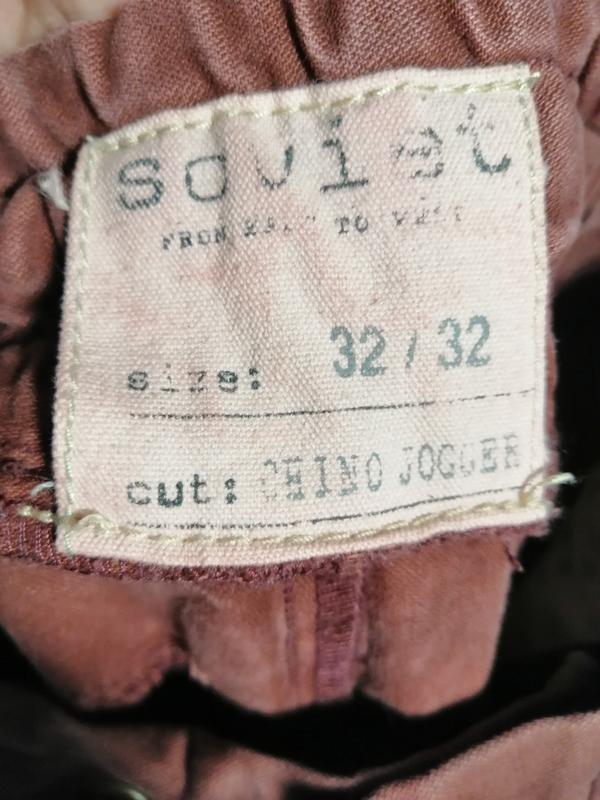 soviet
FROM EAST TO WEST
size: 32 / 32
cut: CHINO JOGGER